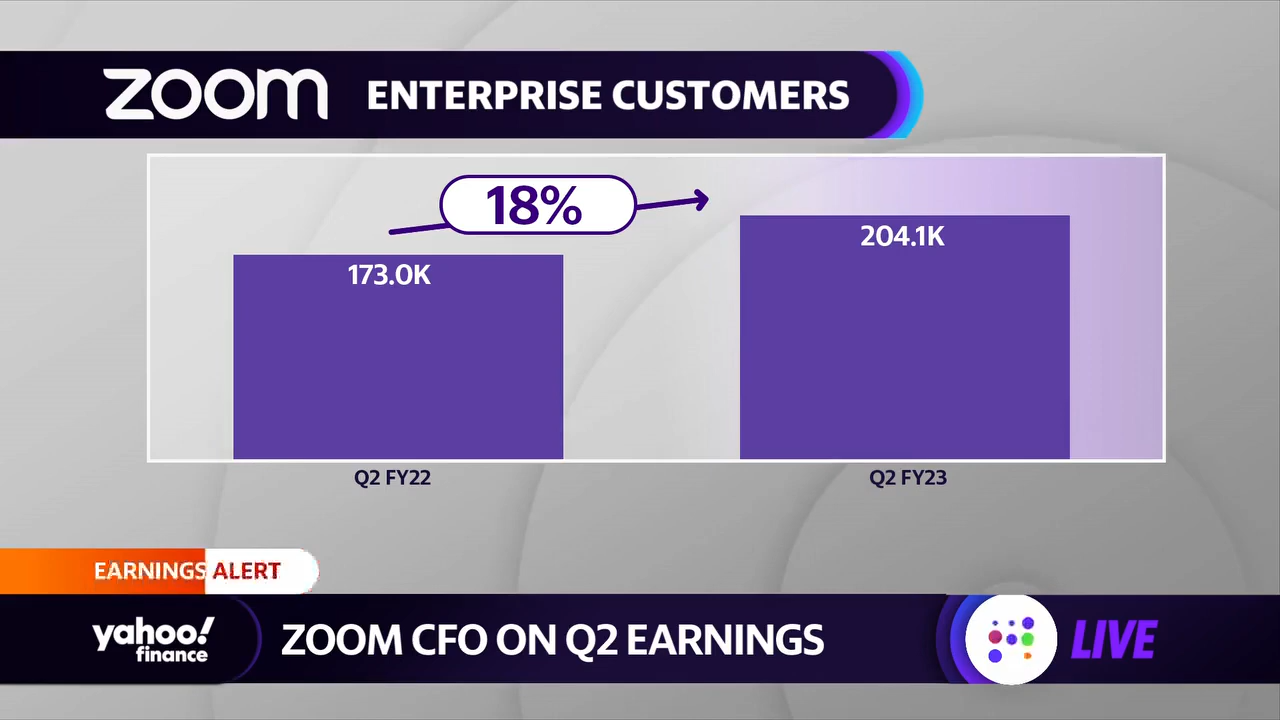 zoom ENTERPRISE CUSTOMERS
18%
173.0K
204.1K
Q2 FY22
Q2 FY23
EARNINGS ALERT
yahoo!
finance
ZOOM CFO ON Q2 EARNINGS
LIVE